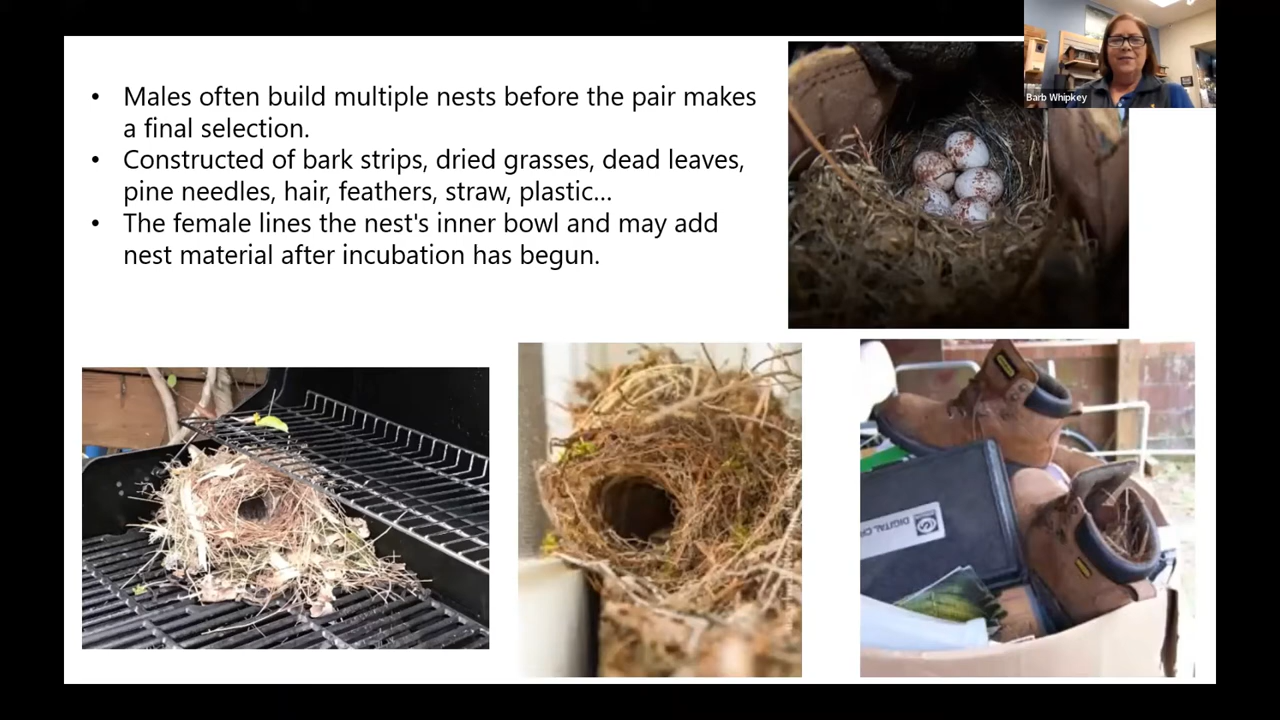 Barb Whipkey
• Males often build multiple nests before the pair makes
a final selection.
• Constructed of bark strips, dried grasses, dead leaves,
pine needles, hair, feathers, straw, plastic...
• The female lines the nest's inner bowl and may add
nest material after incubation has begun.
DIGITAL